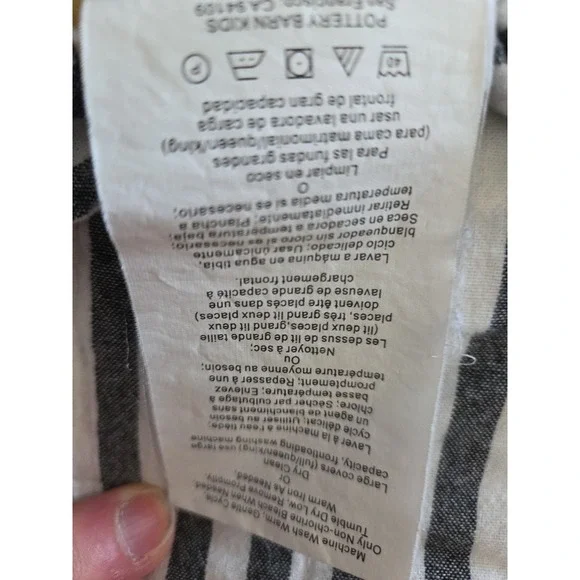 Machine Wash Warm, Gentle Cycle
Only Non-chlorine Bleach When Needed
Tumble Dry Low, Remove Promptly
Warm Iron As Needed;
Or
Dry Clean
Large covers (full/queen/king) use large
capacity, frontloading washing machine
Laver à la machine à l'eau tiède;
cycle délicat; Au besoin utiliser
un agent de blanchiment sans
chlore; Sécher par culbutage à
basse température; Enlevez
promptement; Repasser à une
température moyenne au besoin;
Ou
Nettoyer à sec;
Les dessus de lit de grande taille
(lit deux places,grand lit deux
places, très grand lit deux places)
doivent être placés dans une
laveuse de grande capacité à
chargement frontal.
Lavar a máquina en agua tibia,
ciclo delicado; Usar únicamente
blanqueador sin cloro si es necesario;
Seca en secadora a temperatura baja;
Retirar inmediatamente; Plancha a
temperatura media si es necesario;
O
Limpiar en seco
Para las fundas grandes
(para cama matrimonial/queen/king)
usar una lavadora de carga
frontal de gran capacidad
40 P
POTTERY BARN KIDS
San Francisco, CA 94109